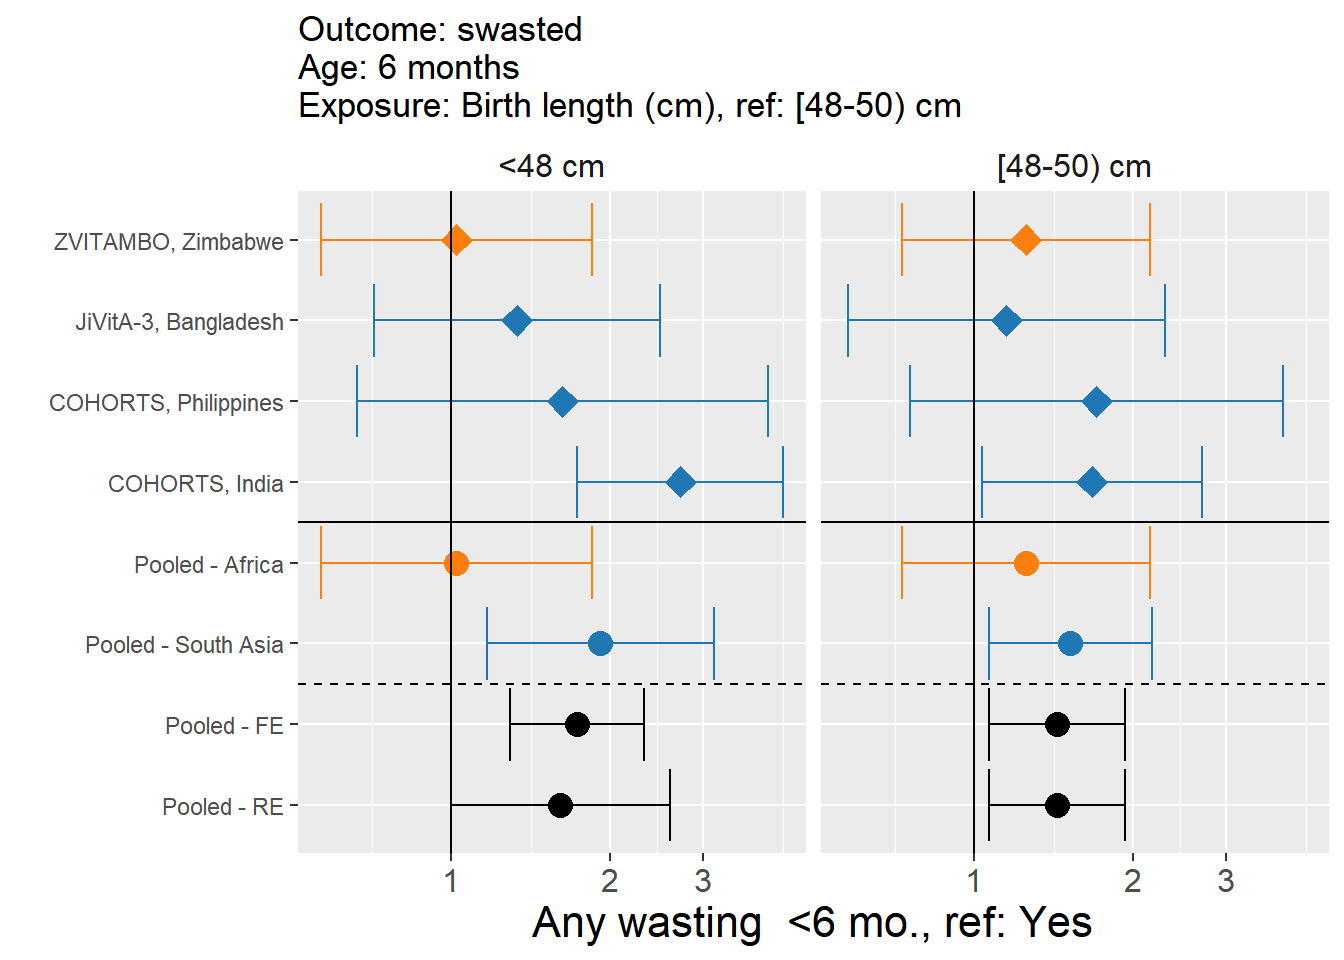 Outcome: swasted
Age: 6 months
Exposure: Birth length (cm), ref: [48-50) cm
<48 cm
[48-50) cm
ZVITAMBO, Zimbabwe
JiVitA-3, Bangladesh
COHORTS, Philippines
COHORTS, India
Pooled - Africa
Pooled - South Asia
Pooled - FE
Pooled - RE
1 2 3
1 2 3
Any wasting  <6 mo., ref: Yes